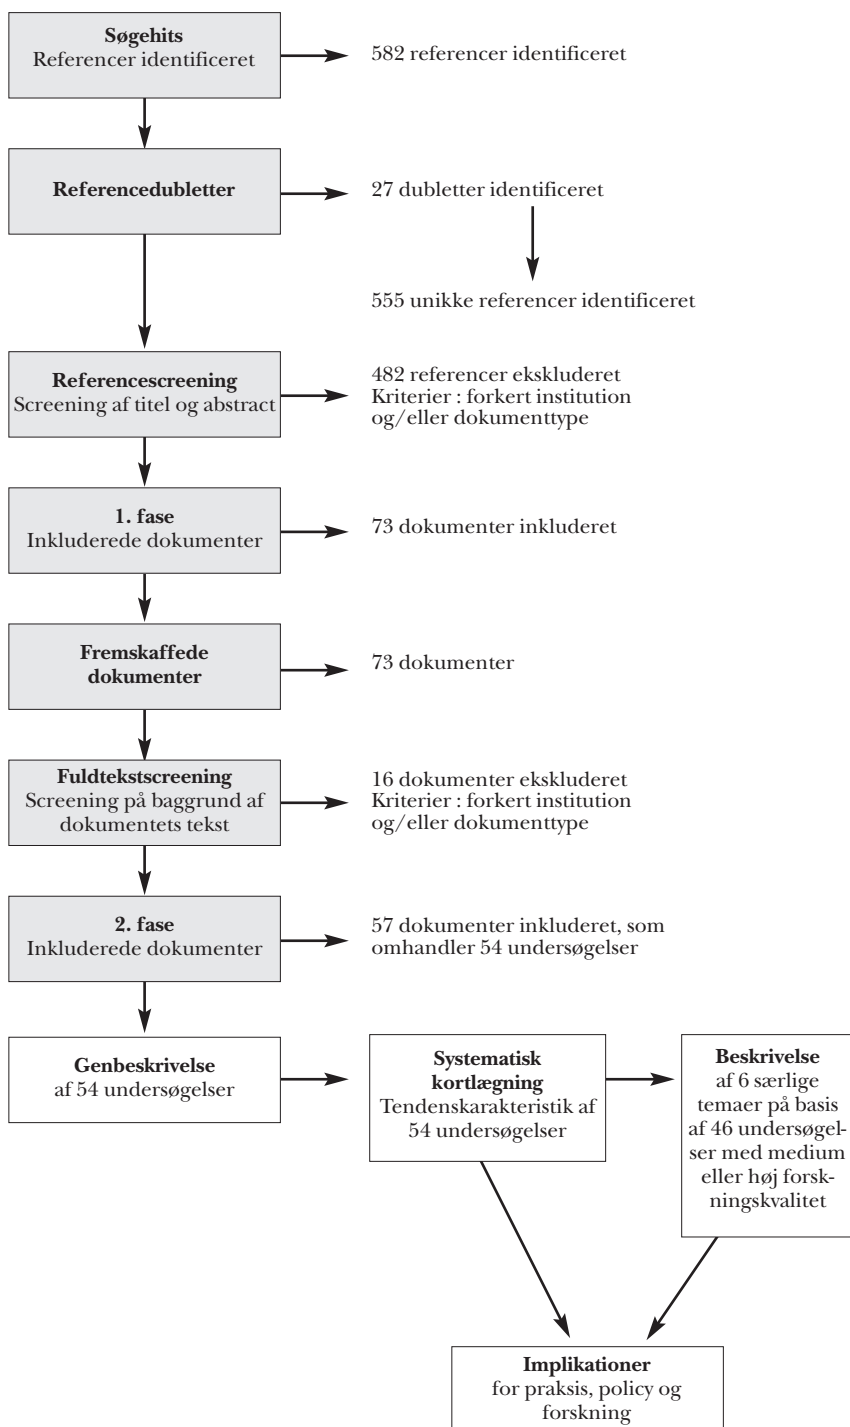 Søgehits
Referencer identificeret
582 referencer identificeret
Referencedubletter
27 dubletter identificeret
555 unikke referencer identificeret
Referencescreening
Screening af titel og abstract
482 referencer ekskluderet
Kriterier : forkert institution
og/eller dokumenttype
1. fase
Inkluderede dokumenter
73 dokumenter inkluderet
Fremskaffede
dokumenter
73 dokumenter
Fuldtekstscreening
Screening på baggrund af
dokumentets tekst
16 dokumenter ekskluderet
Kriterier : forkert institution
og/eller dokumenttype
2. fase
Inkluderede dokumenter
57 dokumenter inkluderet, som
omhandler 54 undersøgelser
Genbeskrivelse
af 54 undersøgelser
Systematisk
kortlægning
Tendenskarakteristik af
54 undersøgelser
Beskrivelse
af 6 særlige
temaer på basis
af 46 undersøgel-
ser med medium
eller høj forsk-
ningskvalitet
Implikationer
for praksis, policy og
forskning